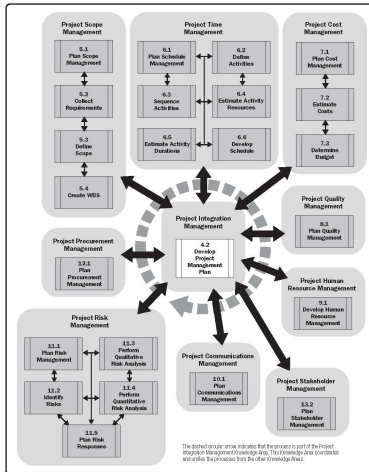 Project Scope
Management
5.1
Plan Scope
Management
5.2
Collect
Requirements
5.3
Define
Scope
5.4
Create WBS
Project Time
Management
6.1
Plan Schedule
Management
6.2
Define
Activities
6.3
Sequence
Activities
6.4
Estimate Activity
Resources
6.5
Estimate Activity
Durations
6.6
Develop
Schedule
Project Cost
Management
7.1
Plan Cost
Management
7.2
Estimate
Costs
7.3
Determine
Budget
Project Quality
Management
8.1
Plan Quality
Management
Project Integration
Management
4.2
Develop
Project
Management
Plan
Project Procurement
Management
12.1
Plan
Procurement
Management
Project Human
Resource Management
9.1
Develop Human
Resource
Management
Project Risk
Management
11.1
Plan Risk
Management
11.3
Perform
Qualitative
Risk Analysis
11.2
Identify
Risks
11.4
Perform
Quantitative
Risk Analysis
11.5
Plan Risk
Responses
Project Communications
Management
10.1
Plan
Communications
Management
Project Stakeholder
Management
13.2
Plan
Stakeholder
Management
The dashed circular arrow indicates that the process is part of the Project
Integration Management Knowledge Area. This Knowledge Area coordinates
and unifies the processes from the other Knowledge Areas.